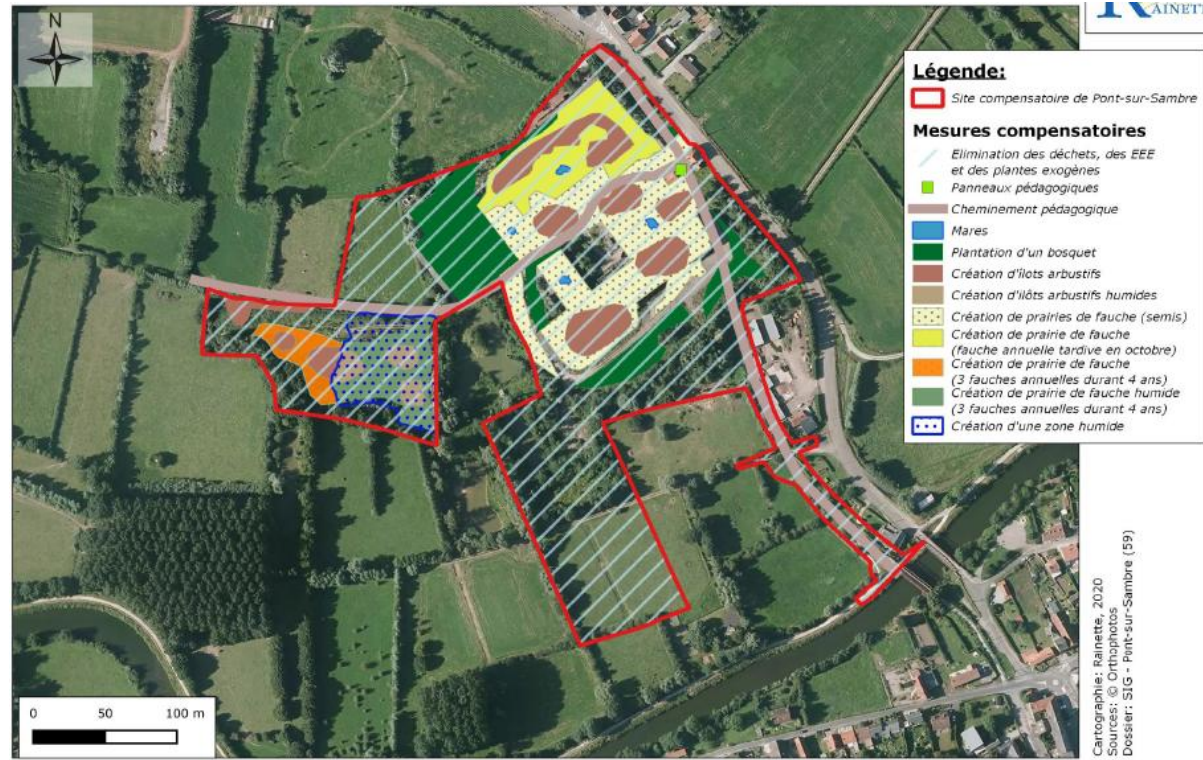 N
AINETTE
Légende:
Site compensatoire de Pont-sur-Sambre
Mesures compensatoires
Elimination des déchets, des EEE
et des plantes exogènes
Panneaux pédagogiques
Cheminement pédagogique
Mares
Plantation d'un bosquet
Création d'îlots arbustifs
Création d'ilôts arbustifs humides
Création de prairies de fauche (semis)
Création de prairie de fauche
(fauche annuelle tardive en octobre)
Création de prairie de fauche
(3 fauches annuelles durant 4 ans)
Création de prairie de fauche humide
(3 fauches annuelles durant 4 ans)
Création d'une zone humide
0 50 100 m
Cartographie: Rainette, 2020
Sources: © Orthophotos
Dossier: SIG - Pont-sur-Sambre (59)